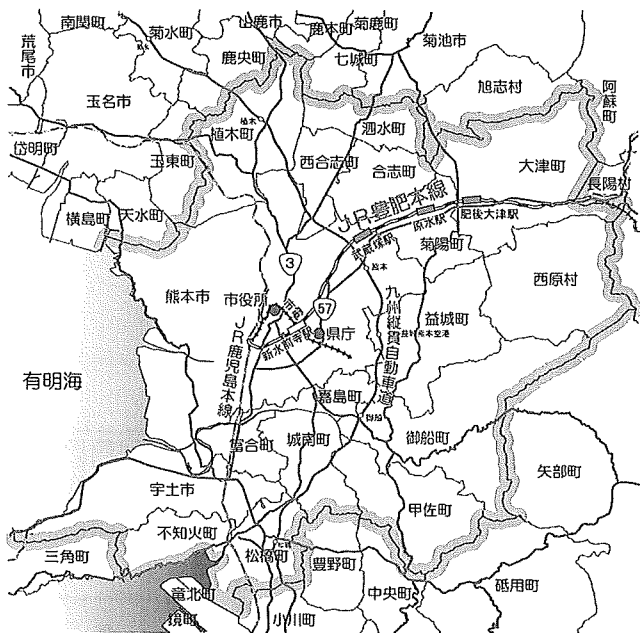 南関町
菊水町
山鹿市
鹿本町
菊鹿町
菊池市
荒尾市
鹿央町
七城町
旭志村
阿蘇町
玉名市
植木
植木町
泗水町
岱明町
玉東町
西合志町
合志町
大津町
長陽村
横島町
天水町
JR豊肥本線
武蔵塚駅
原水駅
肥後大津駅
菊陽町
3
熊本
西原村
熊本市
市役所
市電
57
九州縦貫自動車道
益城町
新水前寺駅
県庁
JR鹿児島本線
有明海
嘉島町
御船
富合町
城南町
御船町
矢部町
宇土市
甲佐町
不知火町
三角町
松橋町
豊野町
竜北町
中央町
砥用町
鏡町
小川町